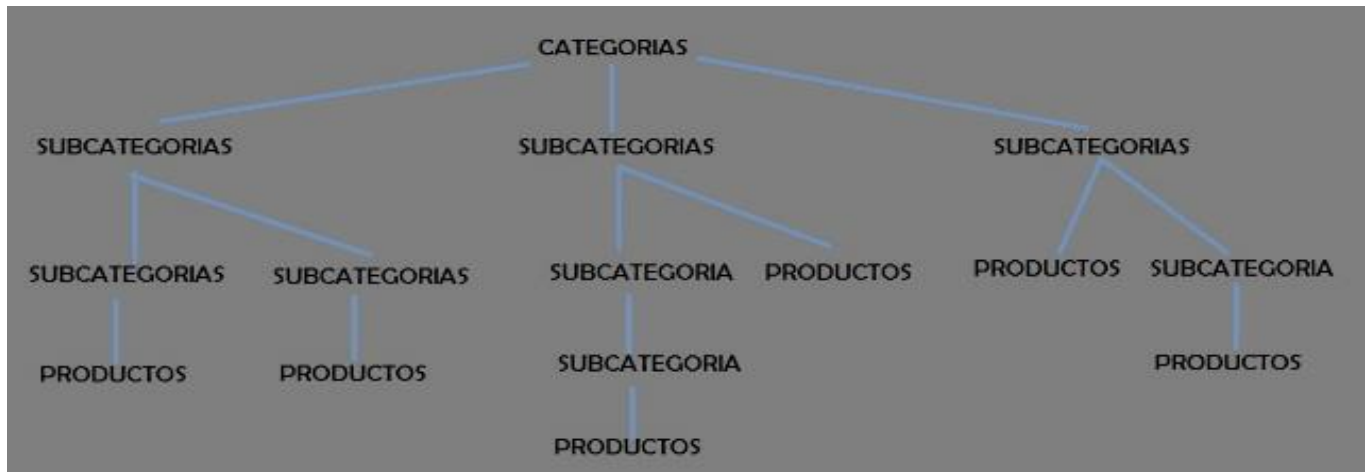 CATEGORIAS
SUBCATEGORIAS SUBCATEGORIAS SUBCATEGORIAS
SUBCATEGORIAS SUBCATEGORIAS SUBCATEGORIA PRODUCTOS PRODUCTOS SUBCATEGORIA
PRODUCTOS PRODUCTOS SUBCATEGORIA PRODUCTOS
PRODUCTOS